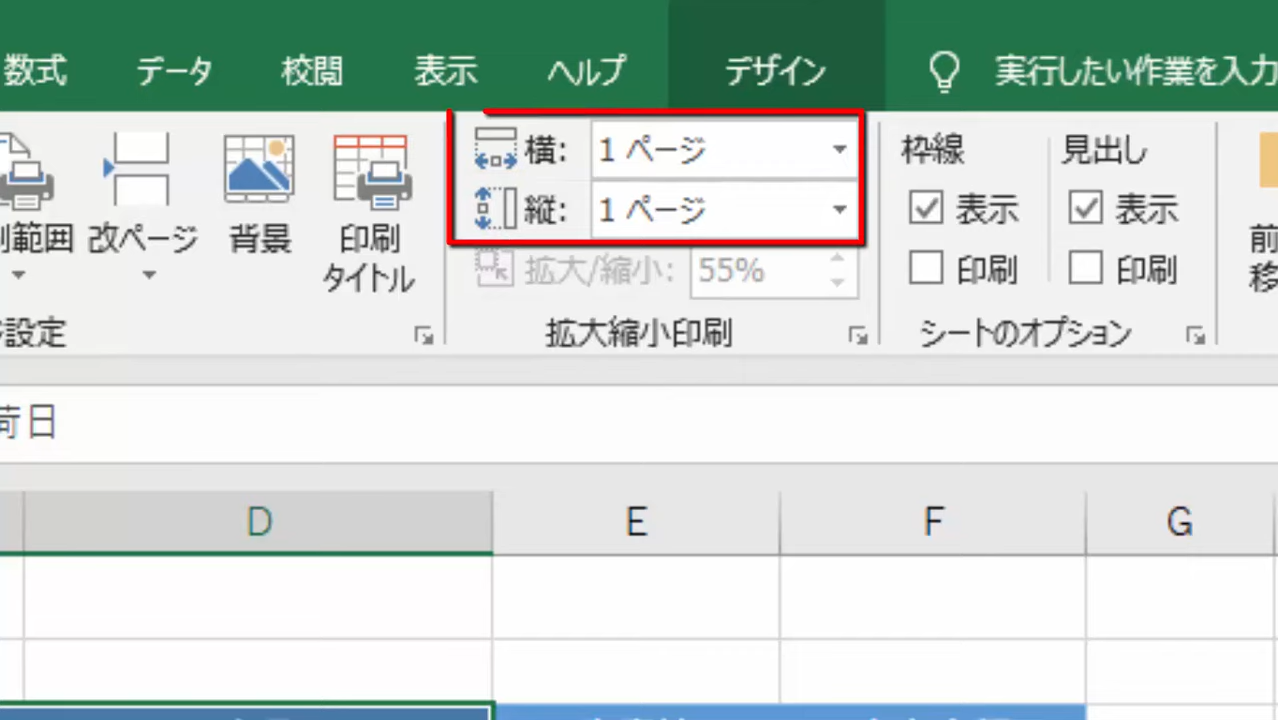 数式 データ 校閲 表示 ヘルプ デザイン 実行したい作業を入力
横: 1 ページ 枠線 見出し
縦: 1 ページ 表示 表示
範囲 改ページ 背景 印刷 タイトル
拡大/縮小: 55% 印刷 印刷
設定 拡大縮小印刷 シートのオプション
前
移
荷日
D E F G